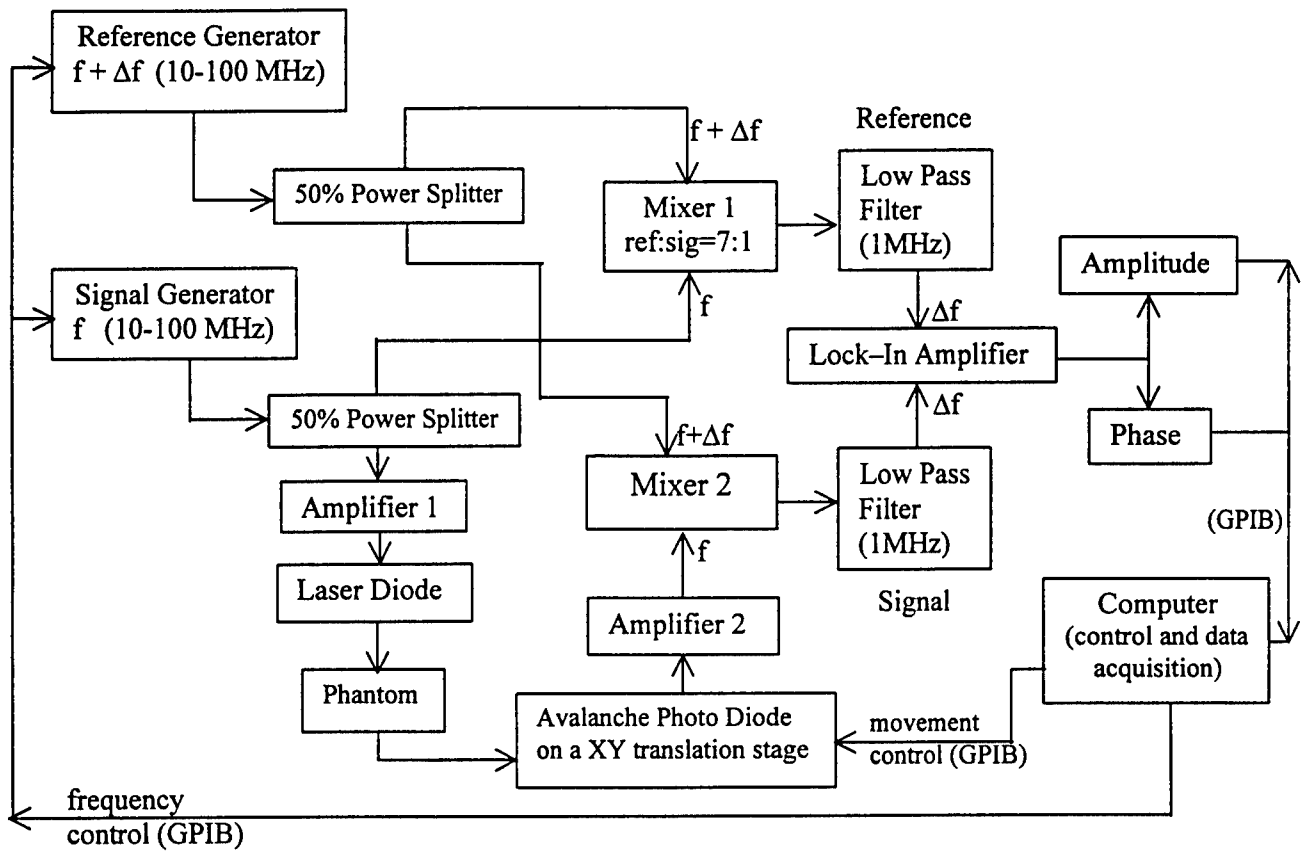 Reference Generator
f + Δf (10-100 MHz)
f + Δf
Reference
50% Power Splitter
Mixer 1
ref:sig=7:1
Low Pass
Filter
(1MHz)
Amplitude
Signal Generator
f (10-100 MHz)
f
Δf
Lock–In Amplifier
Δf
50% Power Splitter
f+Δf
Phase
Mixer 2
Low Pass
Filter
(1MHz)
Amplifier 1
(GPIB)
f
Laser Diode
Signal
Amplifier 2
Computer
(control and data
acquisition)
Phantom
Avalanche Photo Diode
on a XY translation stage
movement
control (GPIB)
frequency
control (GPIB)